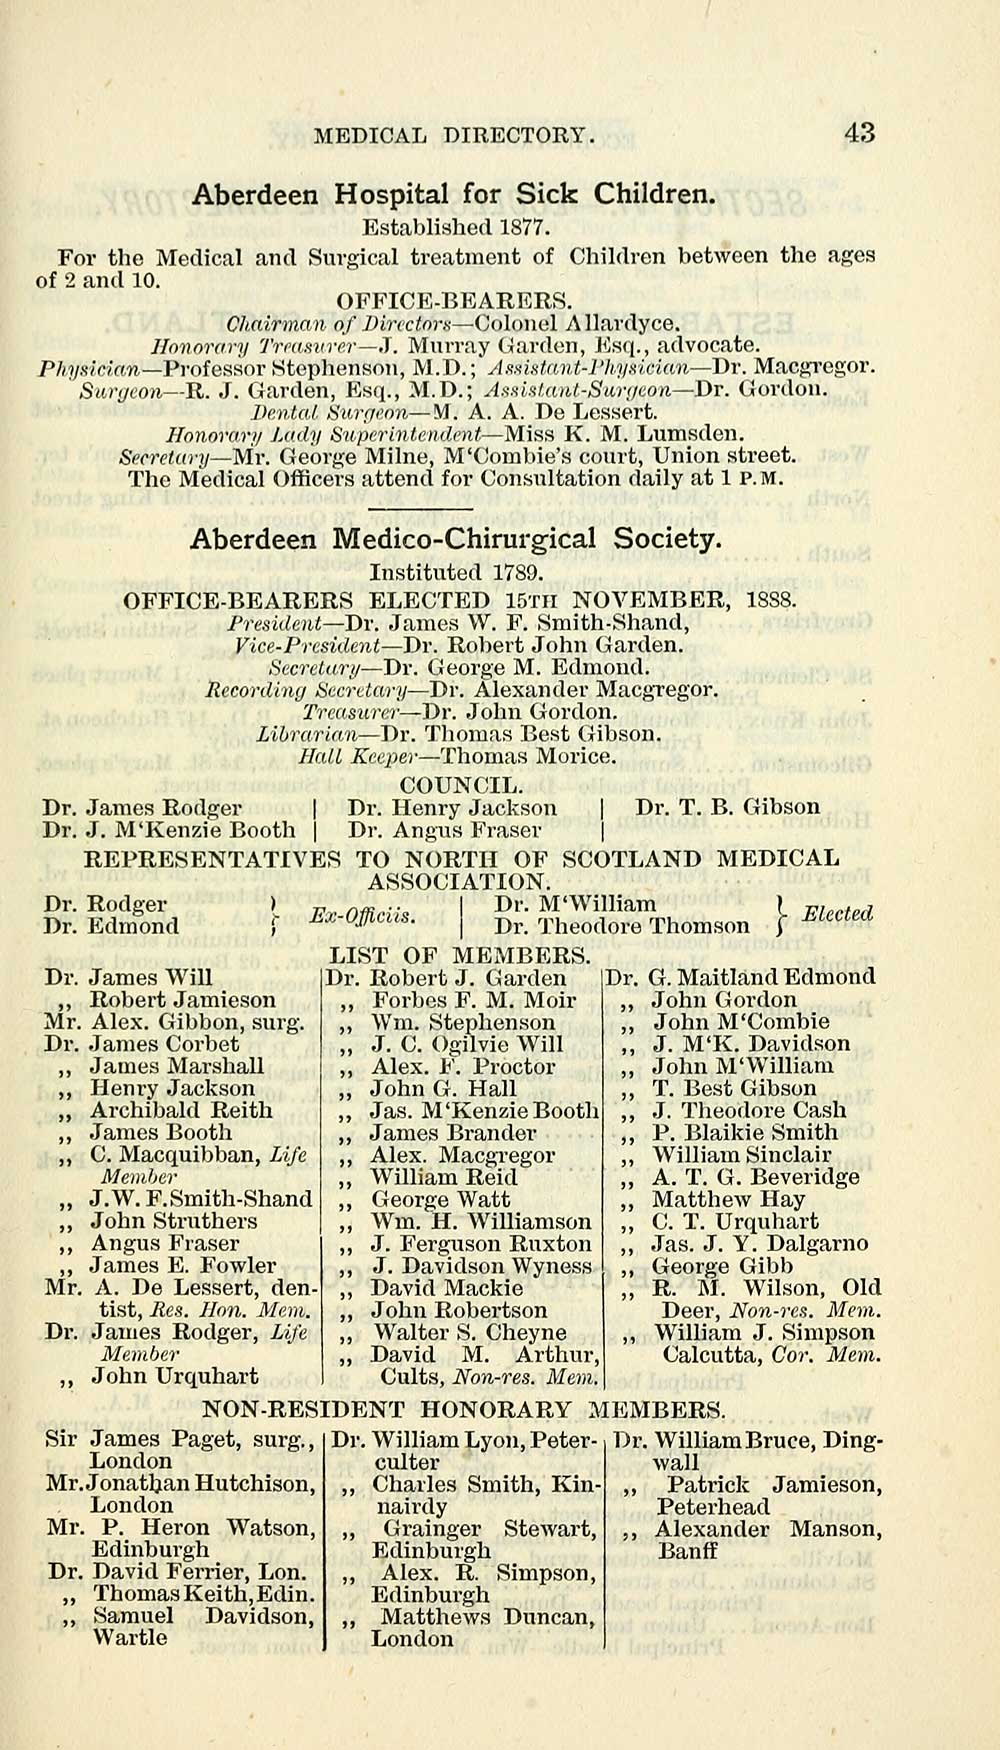 MEDICAL DIRECTORY. 43
Aberdeen Hospital for Sick Children.
Established 1877.
For the Medical and Surgical treatment of Children between the ages
of 2 and 10.
OFFICE-BEARERS.
Chairman of Directors—Colonel Allardyce.
Honorary Treasurer—J. Murray Garden, Esq., advocate.
Physician—Professor Stephenson, M.D.; Assistant-Physician—Dr. Macgregor.
Surgeon—R. J. Garden, Esq., M.D.; Assistant-Surgeon—Dr. Gordon.
Dental Surgeon—M. A. A. De Lessert.
Honorary Lady Superintendent—Miss K. M. Lumsden.
Secretary—Mr. George Milne, M'Combie's court, Union street.
The Medical Officers attend for Consultation daily at 1 P.M.
Aberdeen Medico-Chirurgical Society.
Instituted 1789.
OFFICE-BEARERS ELECTED 15TH NOVEMBER, 1888.
President—Dr. James W. F. Smith-Shand,
Vice-President—Dr. Robert John Garden.
Secretary—Dr. George M. Edmond.
Recording Secretary—Dr. Alexander Macgregor.
Treasurer—Dr. John Gordon.
Librarian—Dr. Thomas Best Gibson.
Hall Keeper—Thomas Morice.
COUNCIL.
Dr. James Rodger | Dr. Henry Jackson | Dr. T. B. Gibson
Dr. J. M'Kenzie Booth | Dr. Angus Fraser |
REPRESENTATIVES TO NORTH OF SCOTLAND MEDICAL
ASSOCIATION.
Dr. Rodger
Dr. Edmond } Ex-Officiis.
Dr. M'William
Dr. Theodore Thomson } Elected
LIST OF MEMBERS.
Dr. James Will
,, Robert Jamieson
Mr. Alex. Gibbon, surg.
Dr. James Corbet
,, James Marshall
,, Henry Jackson
,, Archibald Reith
,, James Booth
,, C. Macquibban, Life
Member
,, J.W.F.Smith-Shand
,, John Struthers
,, Angus Fraser
,, James E. Fowler
Mr. A. De Lessert, den-
tist, Res. Hon. Mem.
Dr. James Rodger, Life
Member
,, John Urquhart
Dr. Robert J. Garden
,, Forbes F. M. Moir
,, Wm. Stephenson
,, J. C. Ogilvie Will
,, Alex. F. Proctor
,, John G. Hall
,, Jas. M'Kenzie Booth
,, James Brander
,, Alex. Macgregor
,, William Reid
,, George Watt
,, Wm. H. Williamson
,, J. Ferguson Ruxton
,, J. Davidson Wyness
,, David Mackie
,, John Robertson
,, Walter S. Cheyne
,, David M. Arthur,
Cults, Non-res. Mem.
Dr. G. Maitland Edmond
,, John Gordon
,, John M'Combie
,, J. M'K. Davidson
,, John M'William
,, T. Best Gibson
,, J. Theodore Cash
,, P. Blaikie Smith
,, William Sinclair
,, A. T. G. Beveridge
,, Matthew Hay
,, C. T. Urquhart
,, Jas. J. Y. Dalgarno
,, George Gibb
,, R. M. Wilson, Old
Deer, Non-res. Mem.
,, William J. Simpson
Calcutta, Cor. Mem.
NON-RESIDENT HONORARY MEMBERS.
Sir James Paget, surg.,
London
Mr. Jonathan Hutchison,
London
Mr. P. Heron Watson,
Edinburgh
Dr. David Ferrier, Lon.
,, Thomas Keith, Edin.
,, Samuel Davidson,
Wartle
Dr. William Lyon, Peter-
culter
,, Charles Smith, Kin-
nairdy
,, Grainger Stewart,
Edinburgh
,, Alex. R. Simpson,
Edinburgh
,, Matthews Duncan,
London
Dr. William Bruce, Ding-
wall
,, Patrick Jamieson,
Peterhead
,, Alexander Manson,
Banff